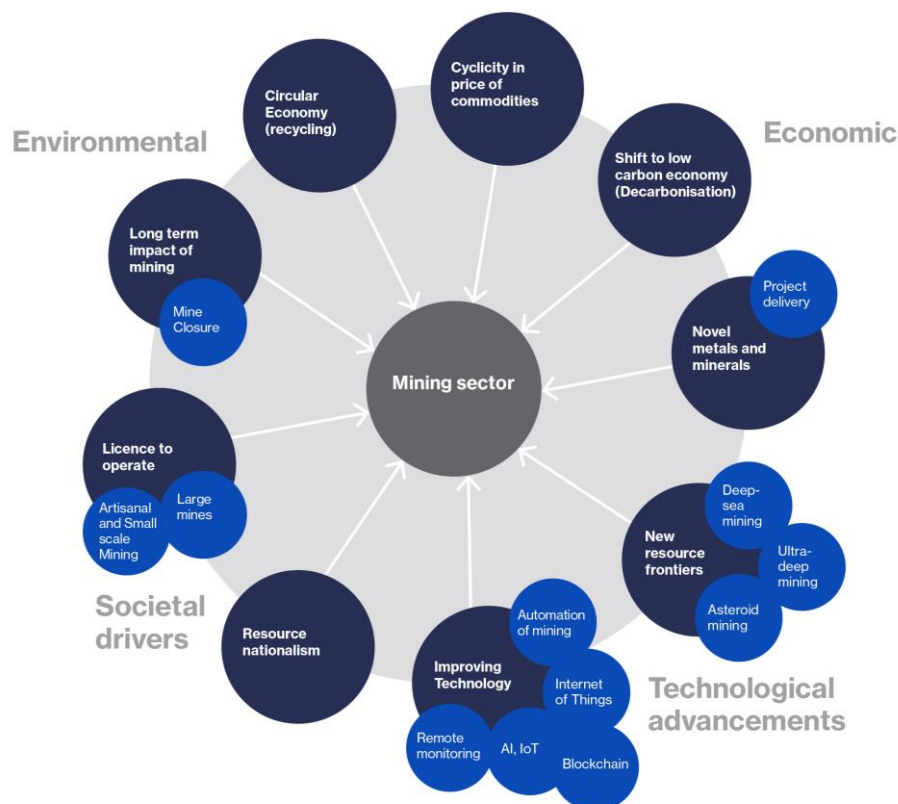 Cyclicity in
price of
commodities
Circular
Economy
(recycling)
Environmental
Economic
Shift to low
carbon economy
(Decarbonisation)
Long term
impact of
mining
Mine
Closure
Project
delivery
Novel
metals and
minerals
Mining sector
Licence to
operate
Artisanal
and Small
scale
Mining
Large
mines
Deep-
sea
mining
New
resource
frontiers
Ultra-
deep
mining
Asteroid
mining
Societal
drivers
Resource
nationalism
Automation
of mining
Improving
Technology
Internet
of Things
Remote
monitoring
AI, IoT
Blockchain
Technological
advancements